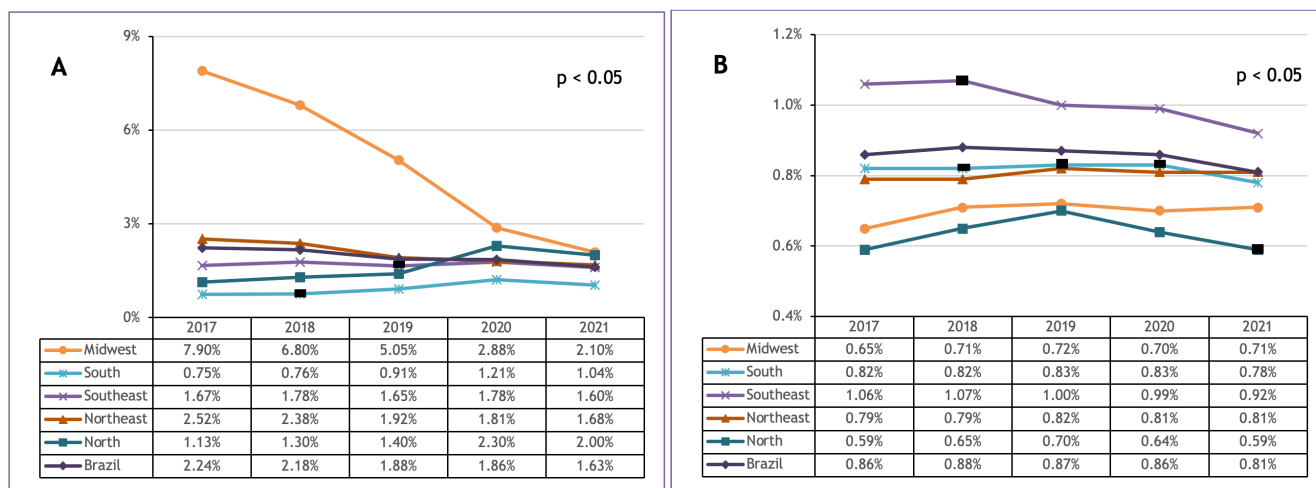 9%
A
p < 0.05
6%
3%
0%
2017 2018 2019 2020 2021
Midwest 7.90% 6.80% 5.05% 2.88% 2.10%
South 0.75% 0.76% 0.91% 1.21% 1.04%
Southeast 1.67% 1.78% 1.65% 1.78% 1.60%
Northeast 2.52% 2.38% 1.92% 1.81% 1.68%
North 1.13% 1.30% 1.40% 2.30% 2.00%
Brazil 2.24% 2.18% 1.88% 1.86% 1.63%
1.2%
B
p < 0.05
1.0%
0.8%
0.6%
0.4%
2017 2018 2019 2020 2021
Midwest 0.65% 0.71% 0.72% 0.70% 0.71%
South 0.82% 0.82% 0.83% 0.83% 0.78%
Southeast 1.06% 1.07% 1.00% 0.99% 0.92%
Northeast 0.79% 0.79% 0.82% 0.81% 0.81%
North 0.59% 0.65% 0.70% 0.64% 0.59%
Brazil 0.86% 0.88% 0.87% 0.86% 0.81%